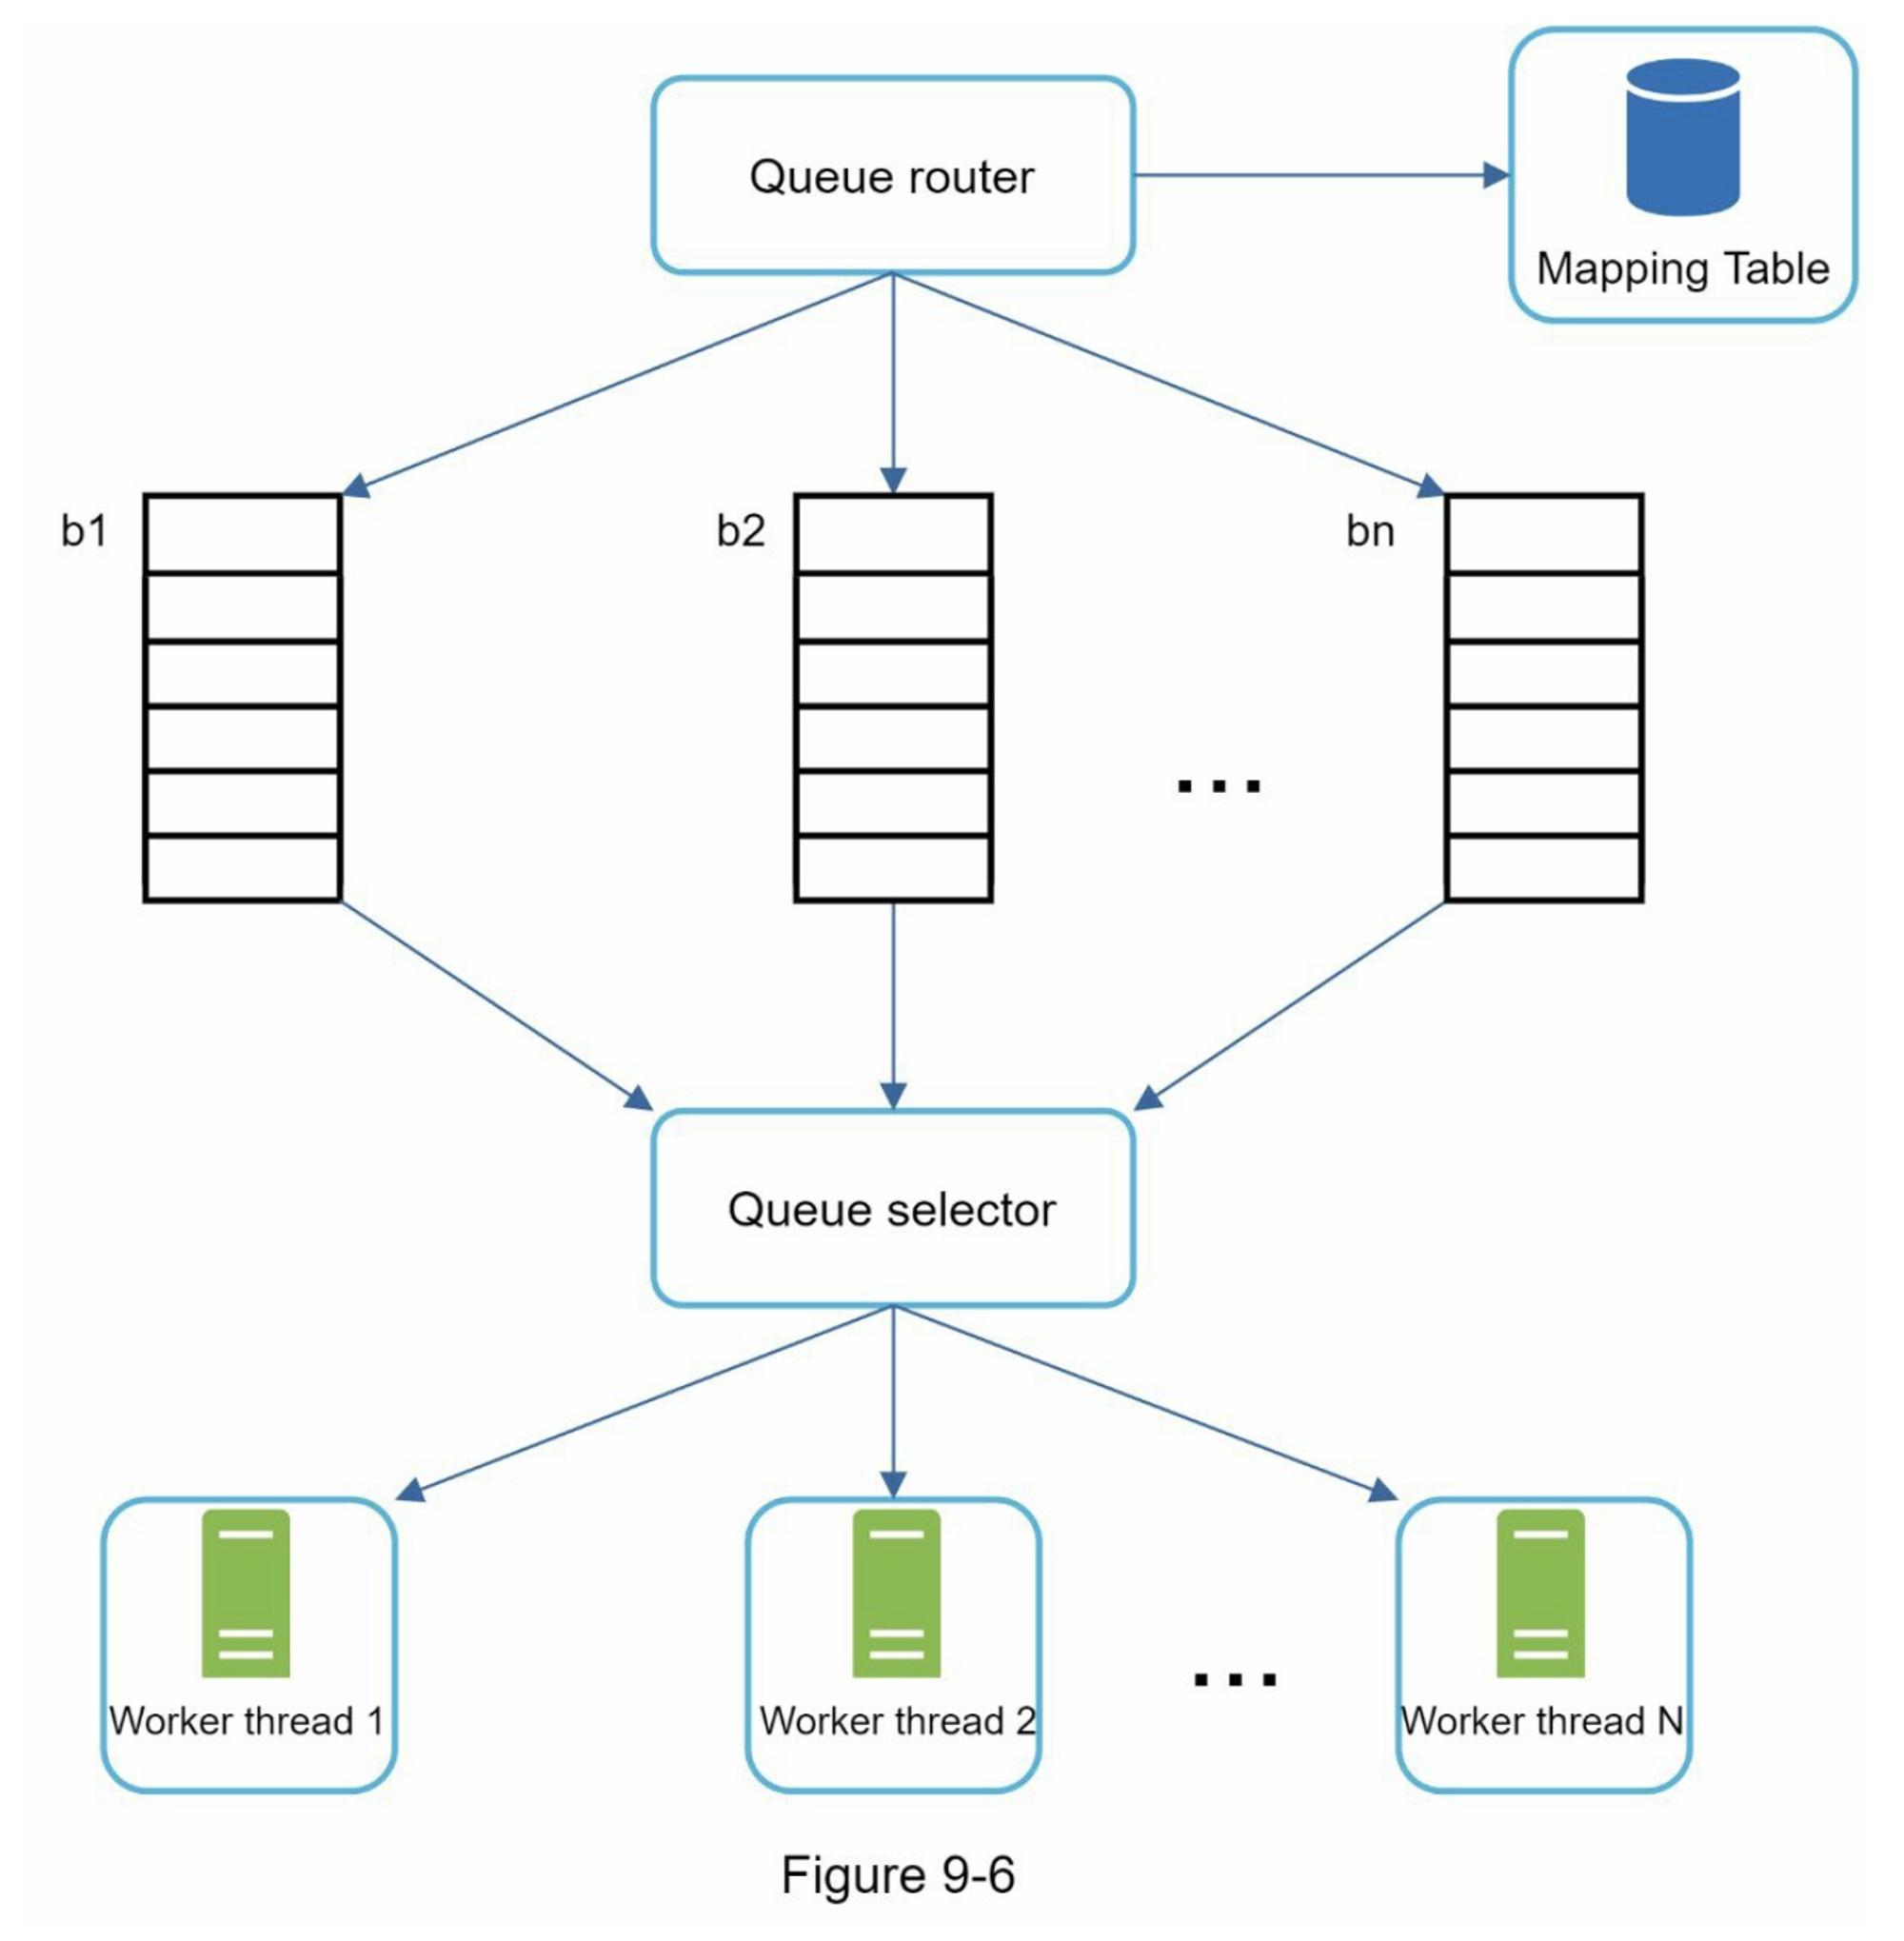 Queue router
Mapping Table
b1
b2
bn
...
Queue selector
...
Worker thread 1
Worker thread 2
Worker thread N
Figure 9-6